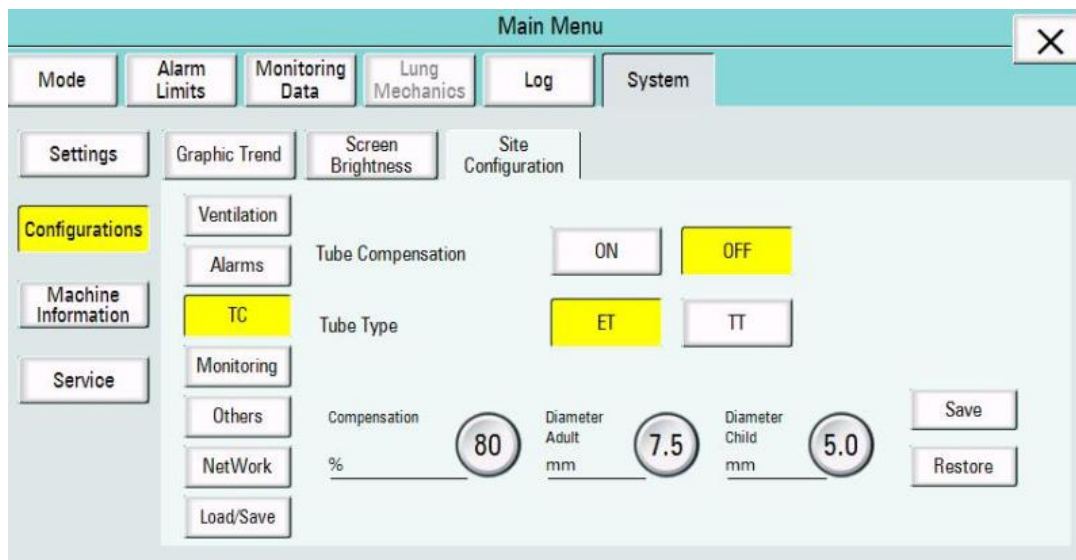 Main Menu
X
Mode
Alarm
Limits
Monitoring
Data
Lung
Mechanics
Log
System
Settings
Graphic Trend
Screen
Brightness
Site
Configuration
Configurations
Machine
Information
Service
Ventilation
Alarms
TC
Monitoring
Others
NetWork
Load/Save
Tube Compensation
ON
OFF
Tube Type
ET
TT
Compensation
%
80
Diameter
Adult
mm
7.5
Diameter
Child
mm
5.0
Save
Restore